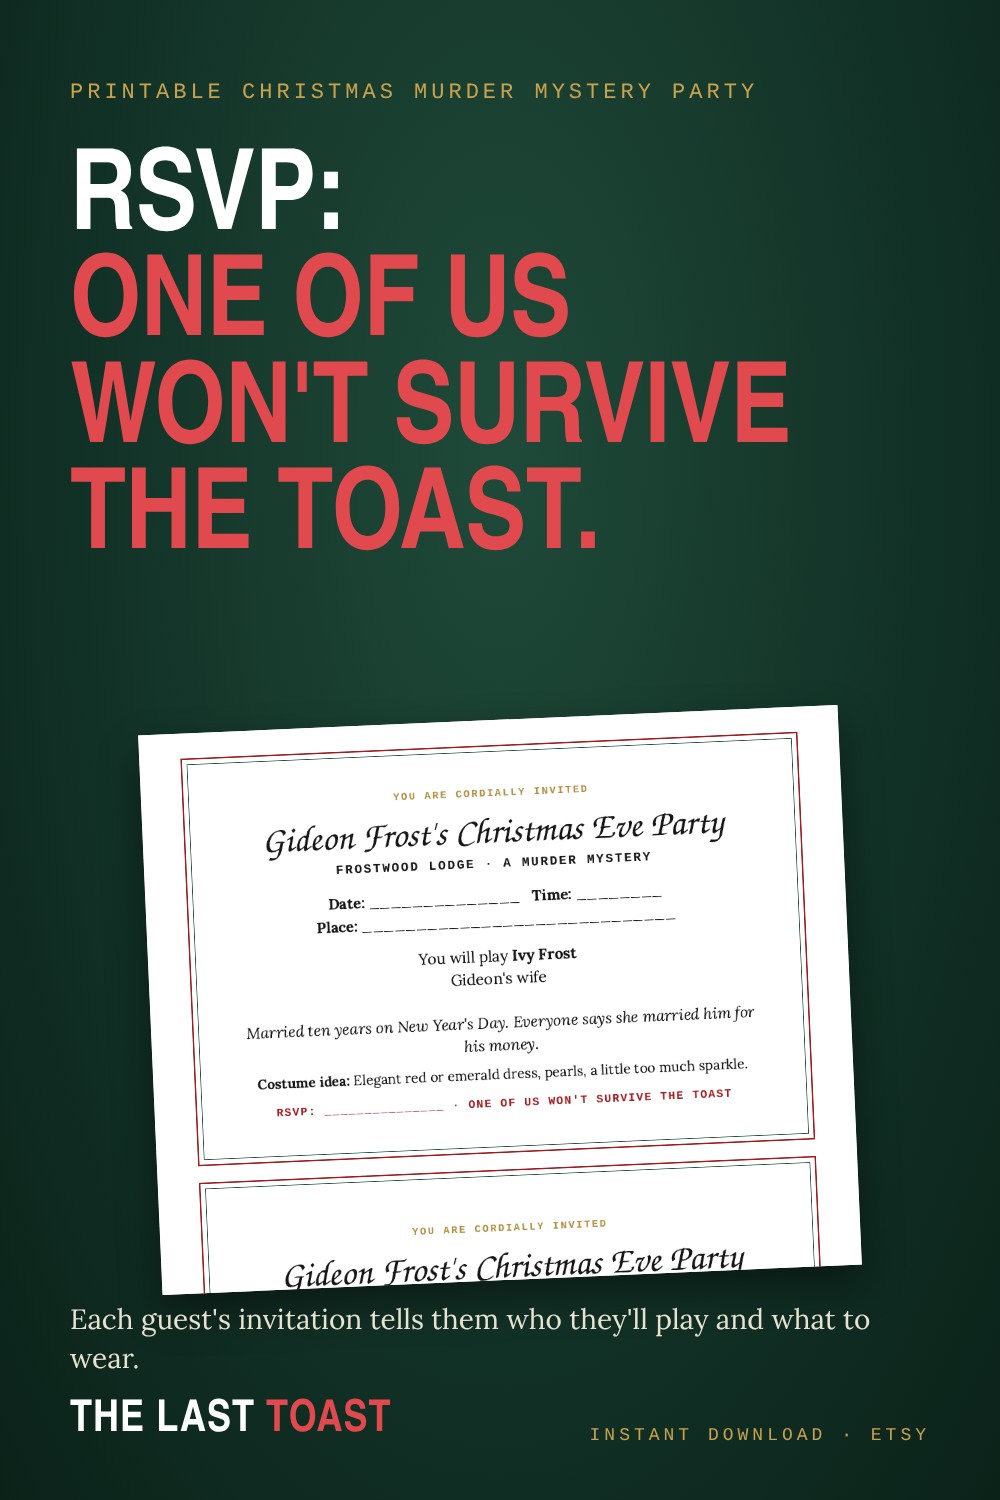 PRINTABLE CHRISTMAS MURDER MYSTERY PARTY
RSVP:
ONE OF US
WON'T SURVIVE
THE TOAST.
YOU ARE CORDIALLY INVITED
Gideon Frost's Christmas Eve Party
FROSTWOOD LODGE · A MURDER MYSTERY
Date: ______________ Time: ________
Place: ______________________________
You will play Ivy Frost
Gideon's wife
Married ten years on New Year's Day. Everyone says she married him for
his money.
Costume idea: Elegant red or emerald dress, pearls, a little too much sparkle.
RSVP: ________________ · ONE OF US WON'T SURVIVE THE TOAST
YOU ARE CORDIALLY INVITED
Gideon Frost's Christmas Eve Party
Each guest's invitation tells them who they'll play and what to
wear.
THE LAST TOAST
INSTANT DOWNLOAD · ETSY